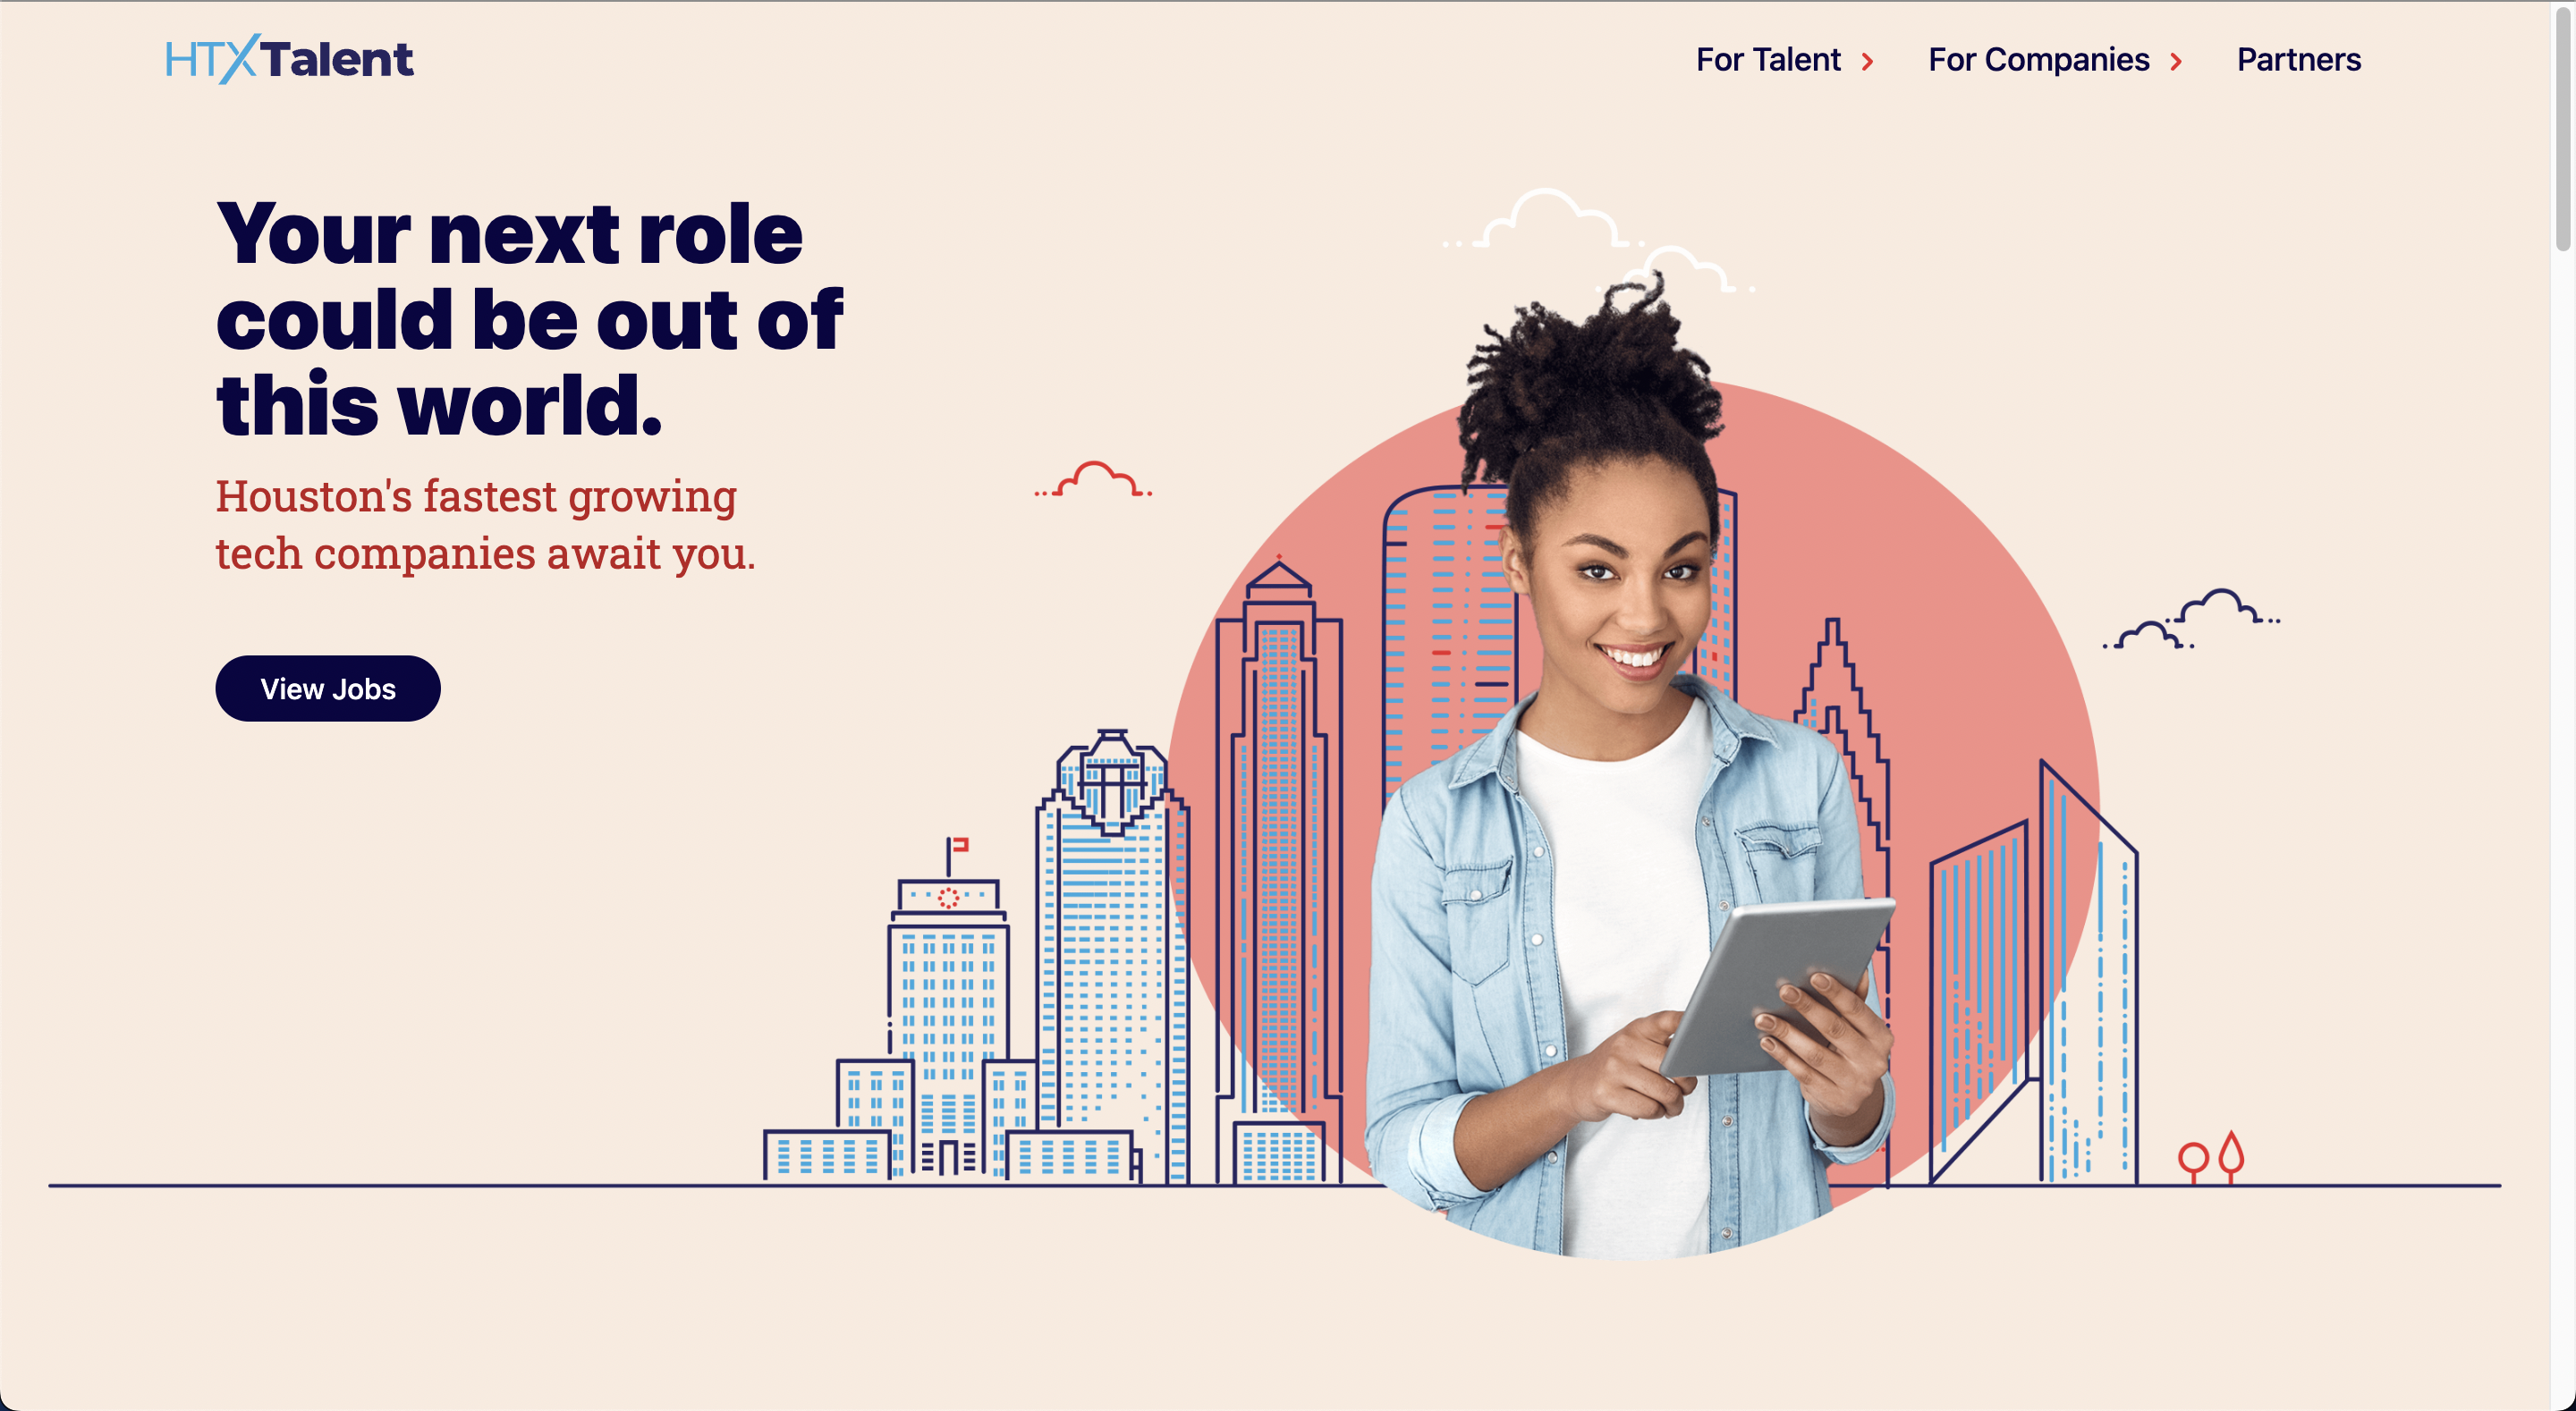 HTXTalent
For Talent
For Companies
Partners
Your next role
could be out of
this world.
Houston's fastest growing
tech companies await you.
View Jobs